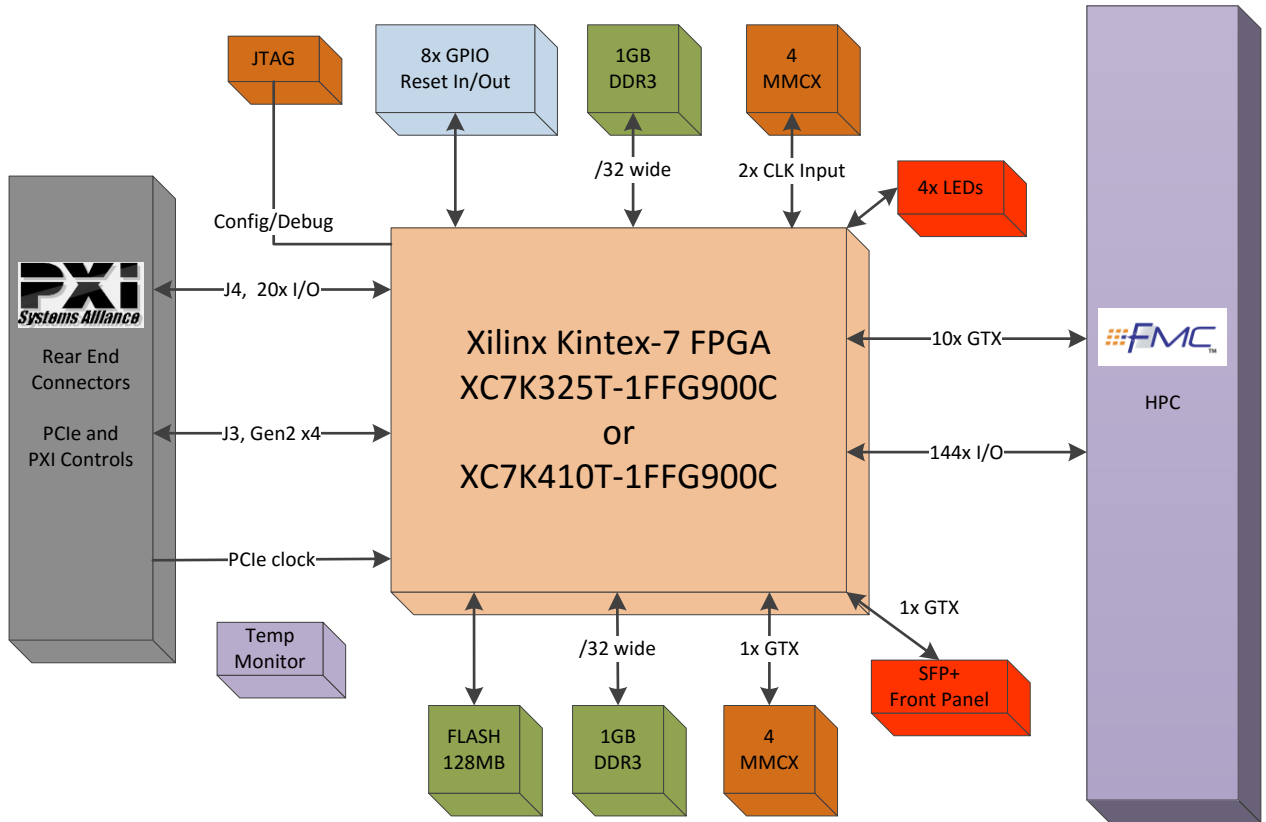 JTAG
8x GPIO
Reset In/Out
1GB
DDR3
4
MMCX
/32 wide
2x CLK Input
4x LEDs
Config/Debug
PXI
Systems Alliance
Rear End
Connectors
PCIe and
PXI Controls
J4, 20x I/O
J3, Gen2 x4
PCIe clock
Xilinx Kintex-7 FPGA
XC7K325T-1FFG900C
or
XC7K410T-1FFG900C
10x GTX
144x I/O
FMC™
HPC
Temp
Monitor
/32 wide
1x GTX
1x GTX
SFP+
Front Panel
FLASH
128MB
1GB
DDR3
4
MMCX